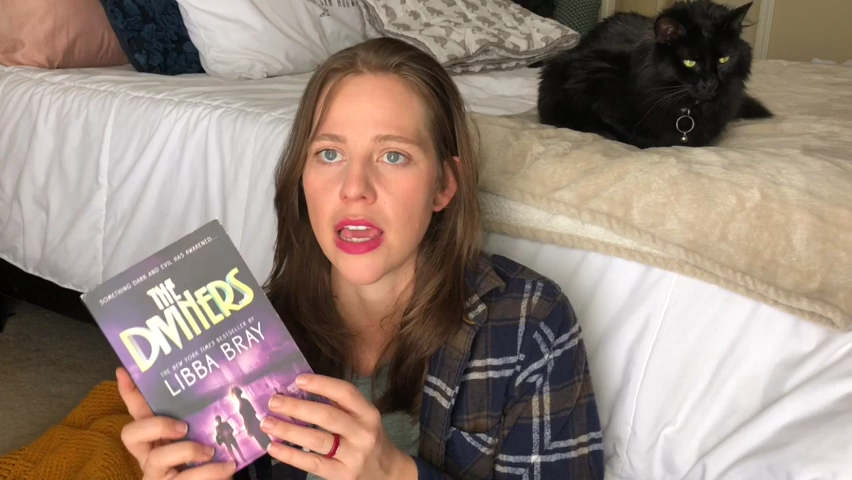 SOMETHING DARK AND EVIL HAS AWAKENED...
THE
DIVINERS
THE NEW YORK TIMES BESTSELLER BY
LIBBA BRAY